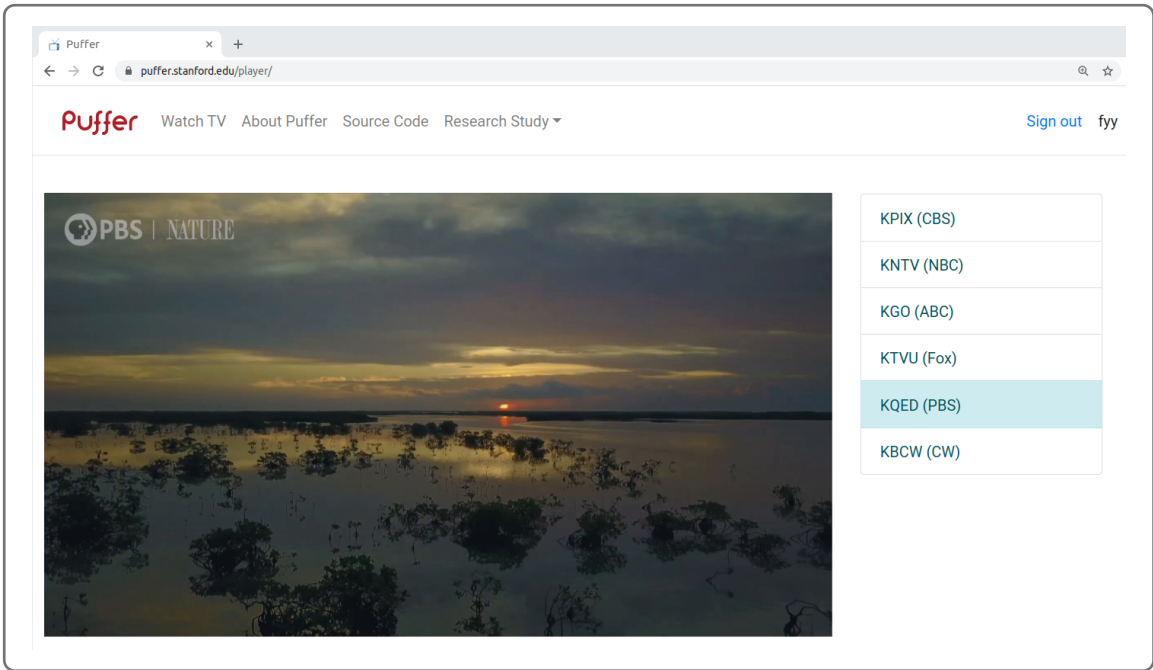 Puffer
puffer.stanford.edu/player/
Puffer Watch TV About Puffer Source Code Research Study Sign out fyy
PBS | NATURE
KPIX (CBS)
KNTV (NBC)
KGO (ABC)
KTVU (Fox)
KQED (PBS)
KBCW (CW)